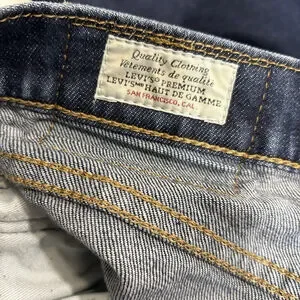 Quality Clothing
Vêtements de qualité
LEVI'S® PREMIUM
LEVI'S® HAUT DE GAMME
SAN FRANCISCO, CAL.